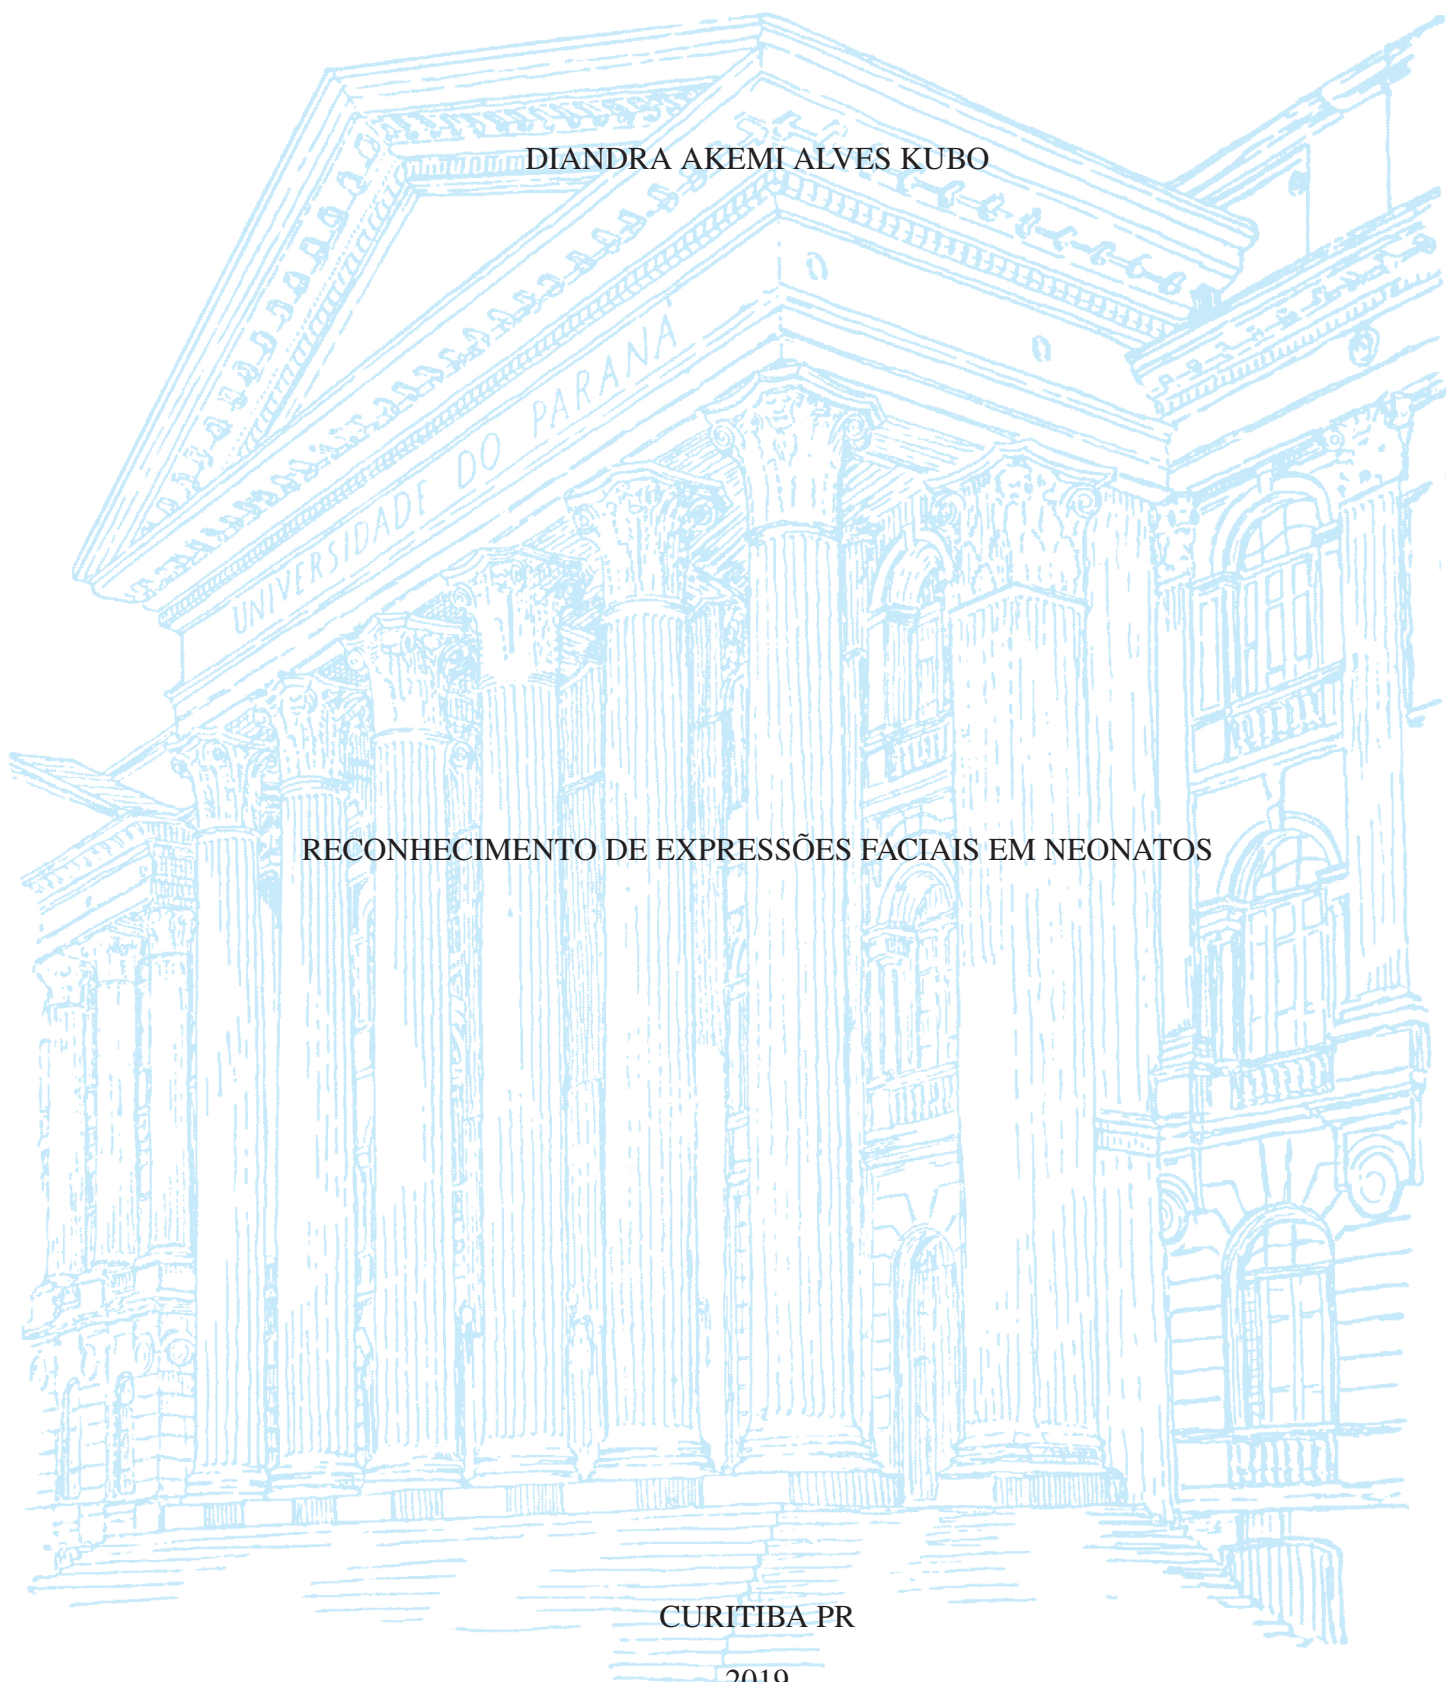 DIANDRA AKEMI ALVES KUBO
UNIVERSIDADE DO PARANÁ
RECONHECIMENTO DE EXPRESSÕES FACIAIS EM NEONATOS
CURITIBA PR
2019